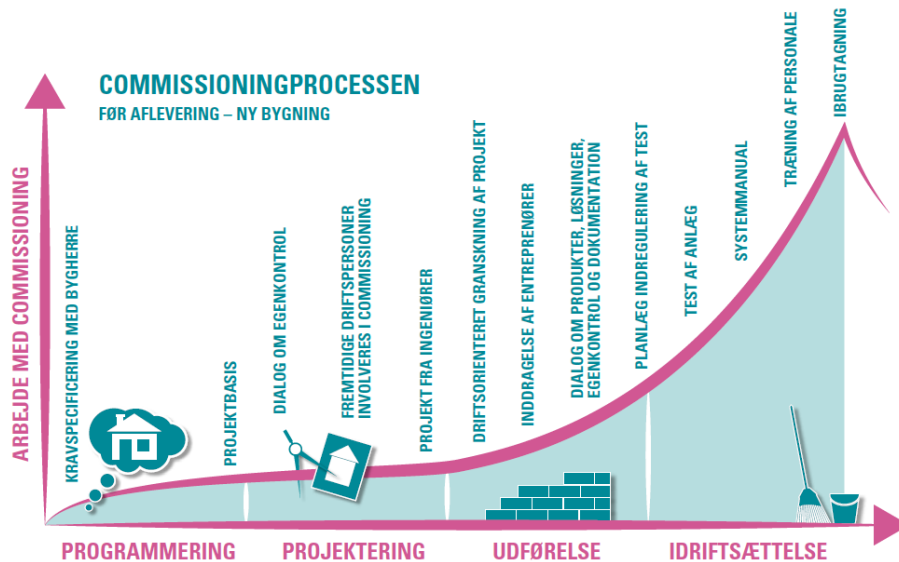 COMMISSIONINGPROCESSEN
FØR AFLEVERING – NY BYGNING
ARBEJDE MED COMMISSIONING
KRAVSPECIFICERING MED BYGHERRE
PROJEKTBASIS
DIALOG OM EGENKONTROL
FREMTIDIGE DRIFTSPERSONER
INVOLVERES I COMMISSIONING
PROJEKT FRA INGENIØRER
DRIFTSORIENTERET GRANSKNING AF PROJEKT
INDDRAGELSE AF ENTREPRENØRER
DIALOG OM PRODUKTER, LØSNINGER,
EGENKONTROL OG DOKUMENTATION
PLANLÆG INDREGULERING AF TEST
TEST AF ANLÆG
SYSTEMMANUAL
TRÆNING AF PERSONALE
IBRUGTAGNING
PROGRAMMERING
PROJEKTERING
UDFØRELSE
IDRIFTSÆTTELSE